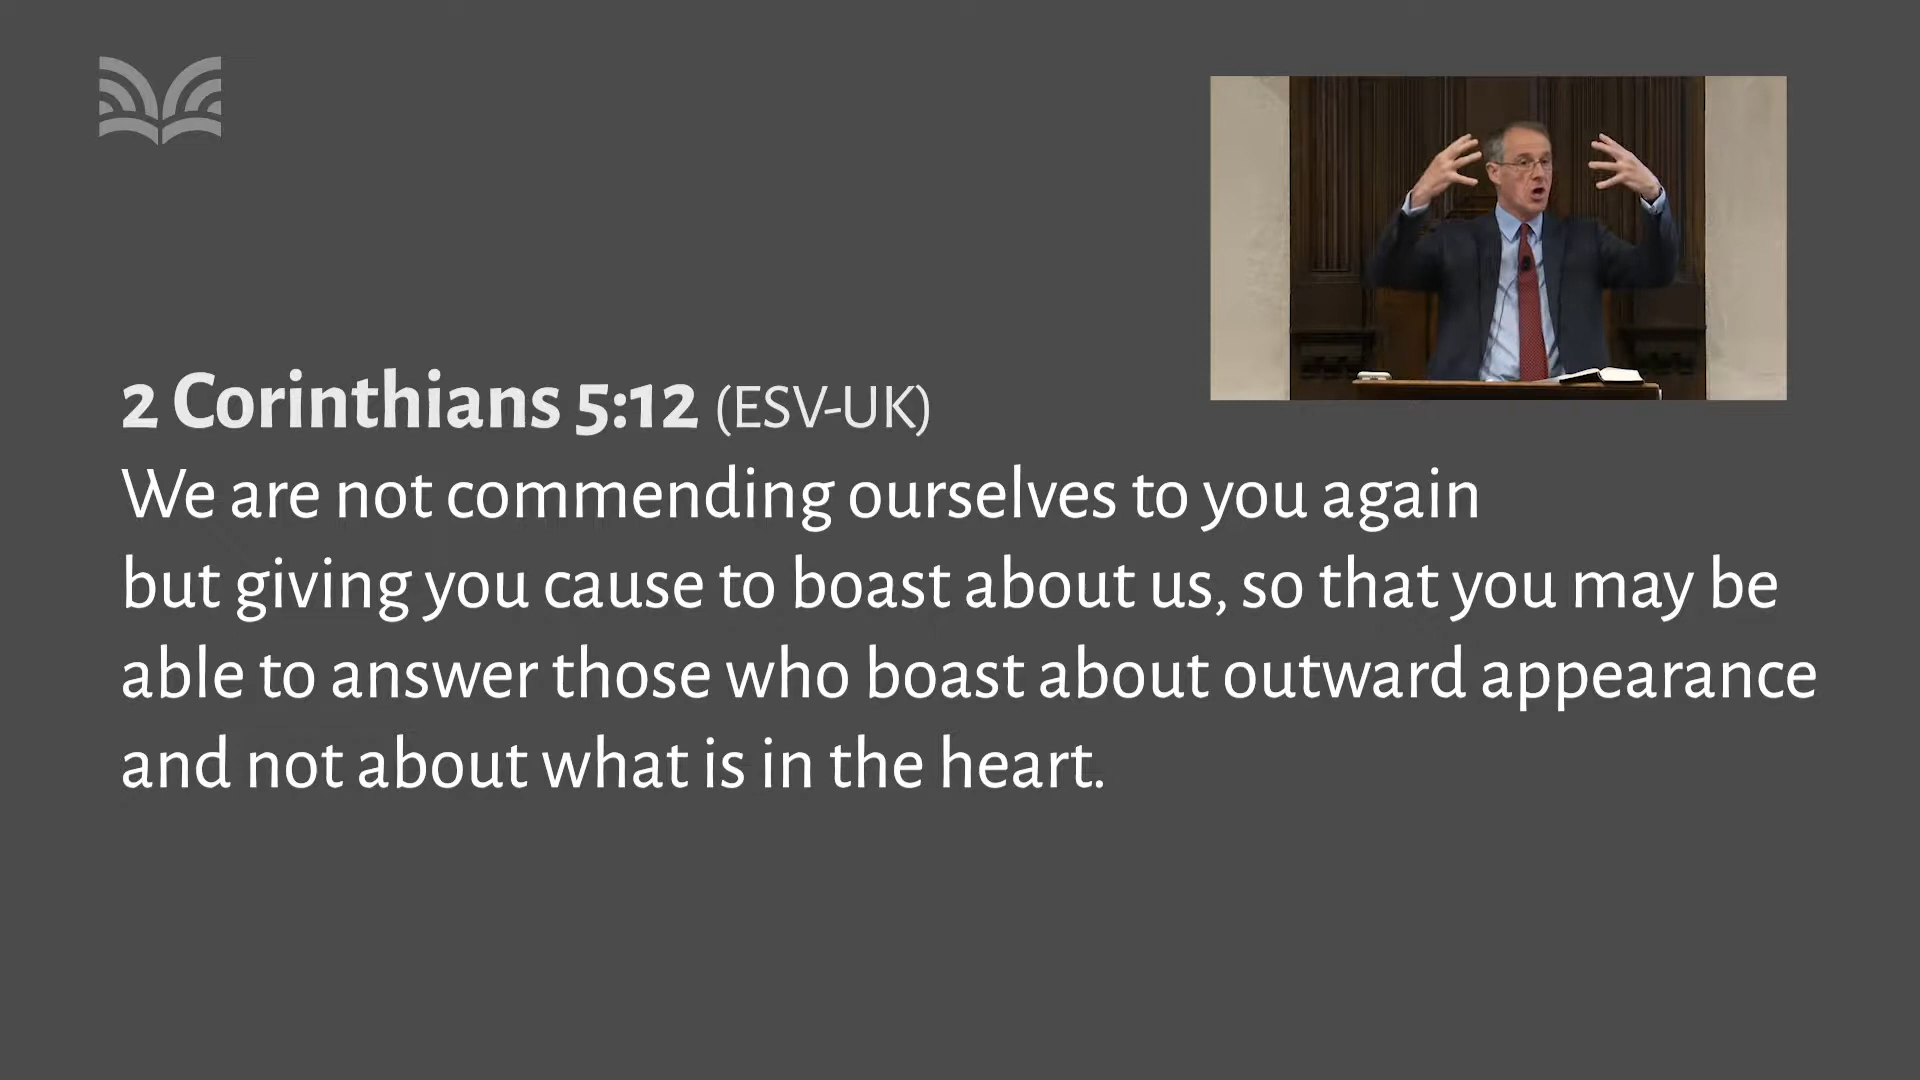 2 Corinthians 5:12 (ESV-UK)
We are not commending ourselves to you again
but giving you cause to boast about us, so that you may be
able to answer those who boast about outward appearance
and not about what is in the heart.